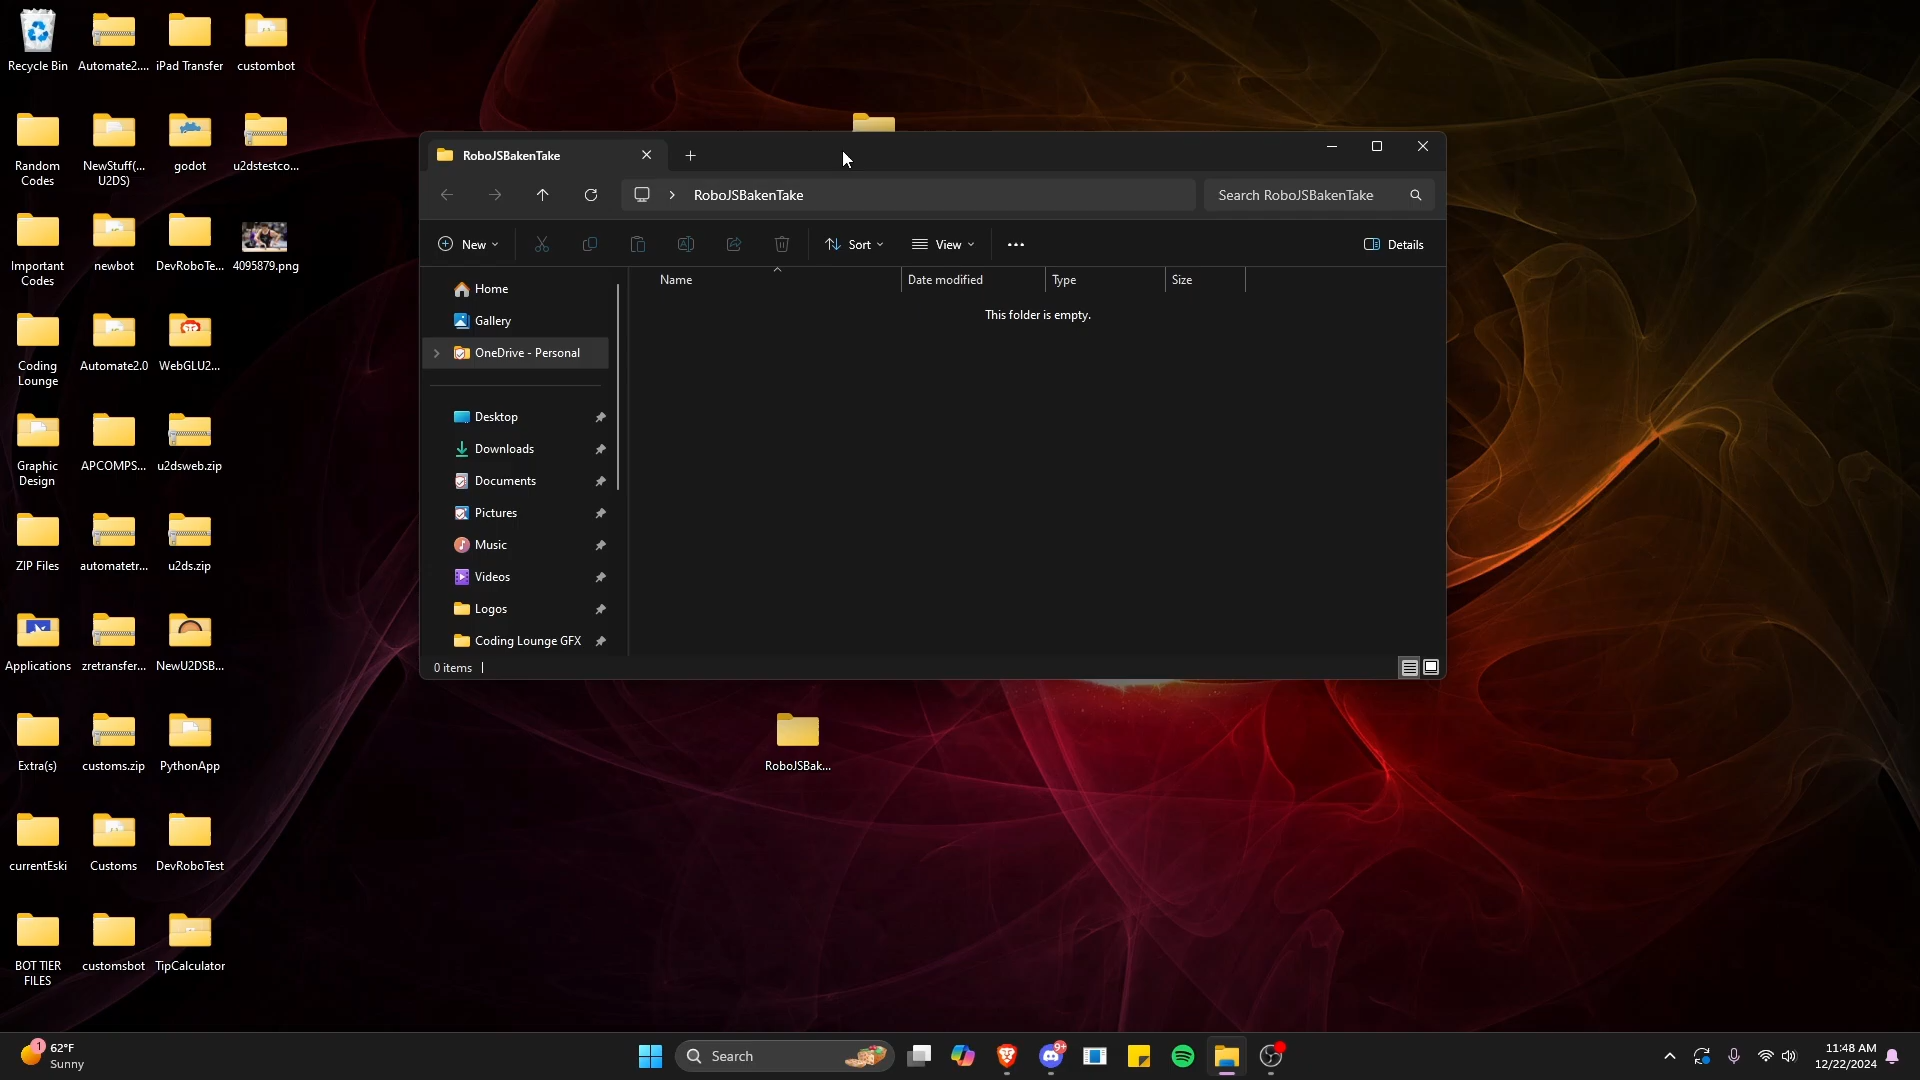 Recycle Bin
Automate2....
iPad Transfer
custombot
Random
Codes
NewStuff(...
U2DS)
godot
u2dstestco...
Important
Codes
newbot
DevRoboTe...
4095879.png
Coding
Lounge
Automate2.0
WebGLU2...
Graphic
Design
APCOMPS...
u2dsweb.zip
ZIP Files
automatetr...
u2ds.zip
Applications
zretransfer...
NewU2DSB...
Extra(s)
customs.zip
PythonApp
currentEski
Customs
DevRoboTest
BOT TIER
FILES
customsbot
TipCalculator
RoboJSBakenTake
RoboJSBakenTake
Search RoboJSBakenTake
New
Sort
View
Details
Name
Date modified
Type
Size
This folder is empty.
Home
Gallery
OneDrive - Personal
Desktop
Downloads
Documents
Pictures
Music
Videos
Logos
Coding Lounge GFX
0 items
RoboJSBak...
1
62°F
Sunny
Search
9+
11:48 AM
12/22/2024